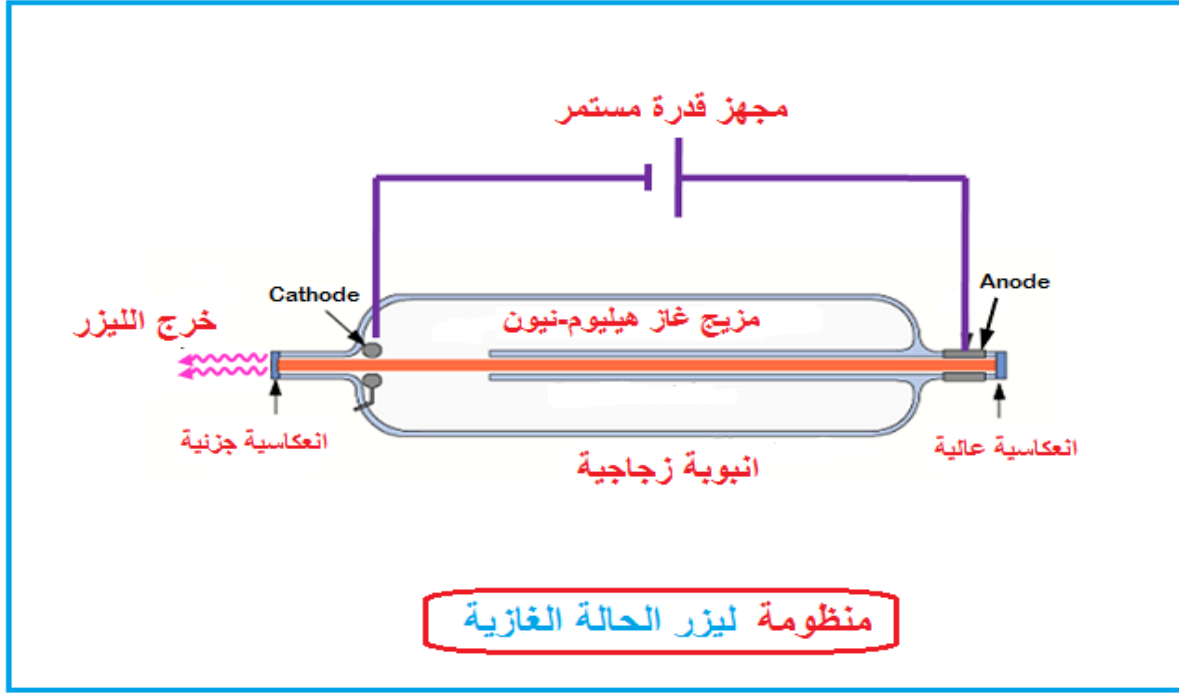 مجهز قدرة مستمر
Cathode
Anode
مزيج غاز هيليوم-نيون
خرج الليزر
انعكاسية جزئية
انعكاسية عالية
انبوبة زجاجية
منظومة ليزر الحالة الغازية